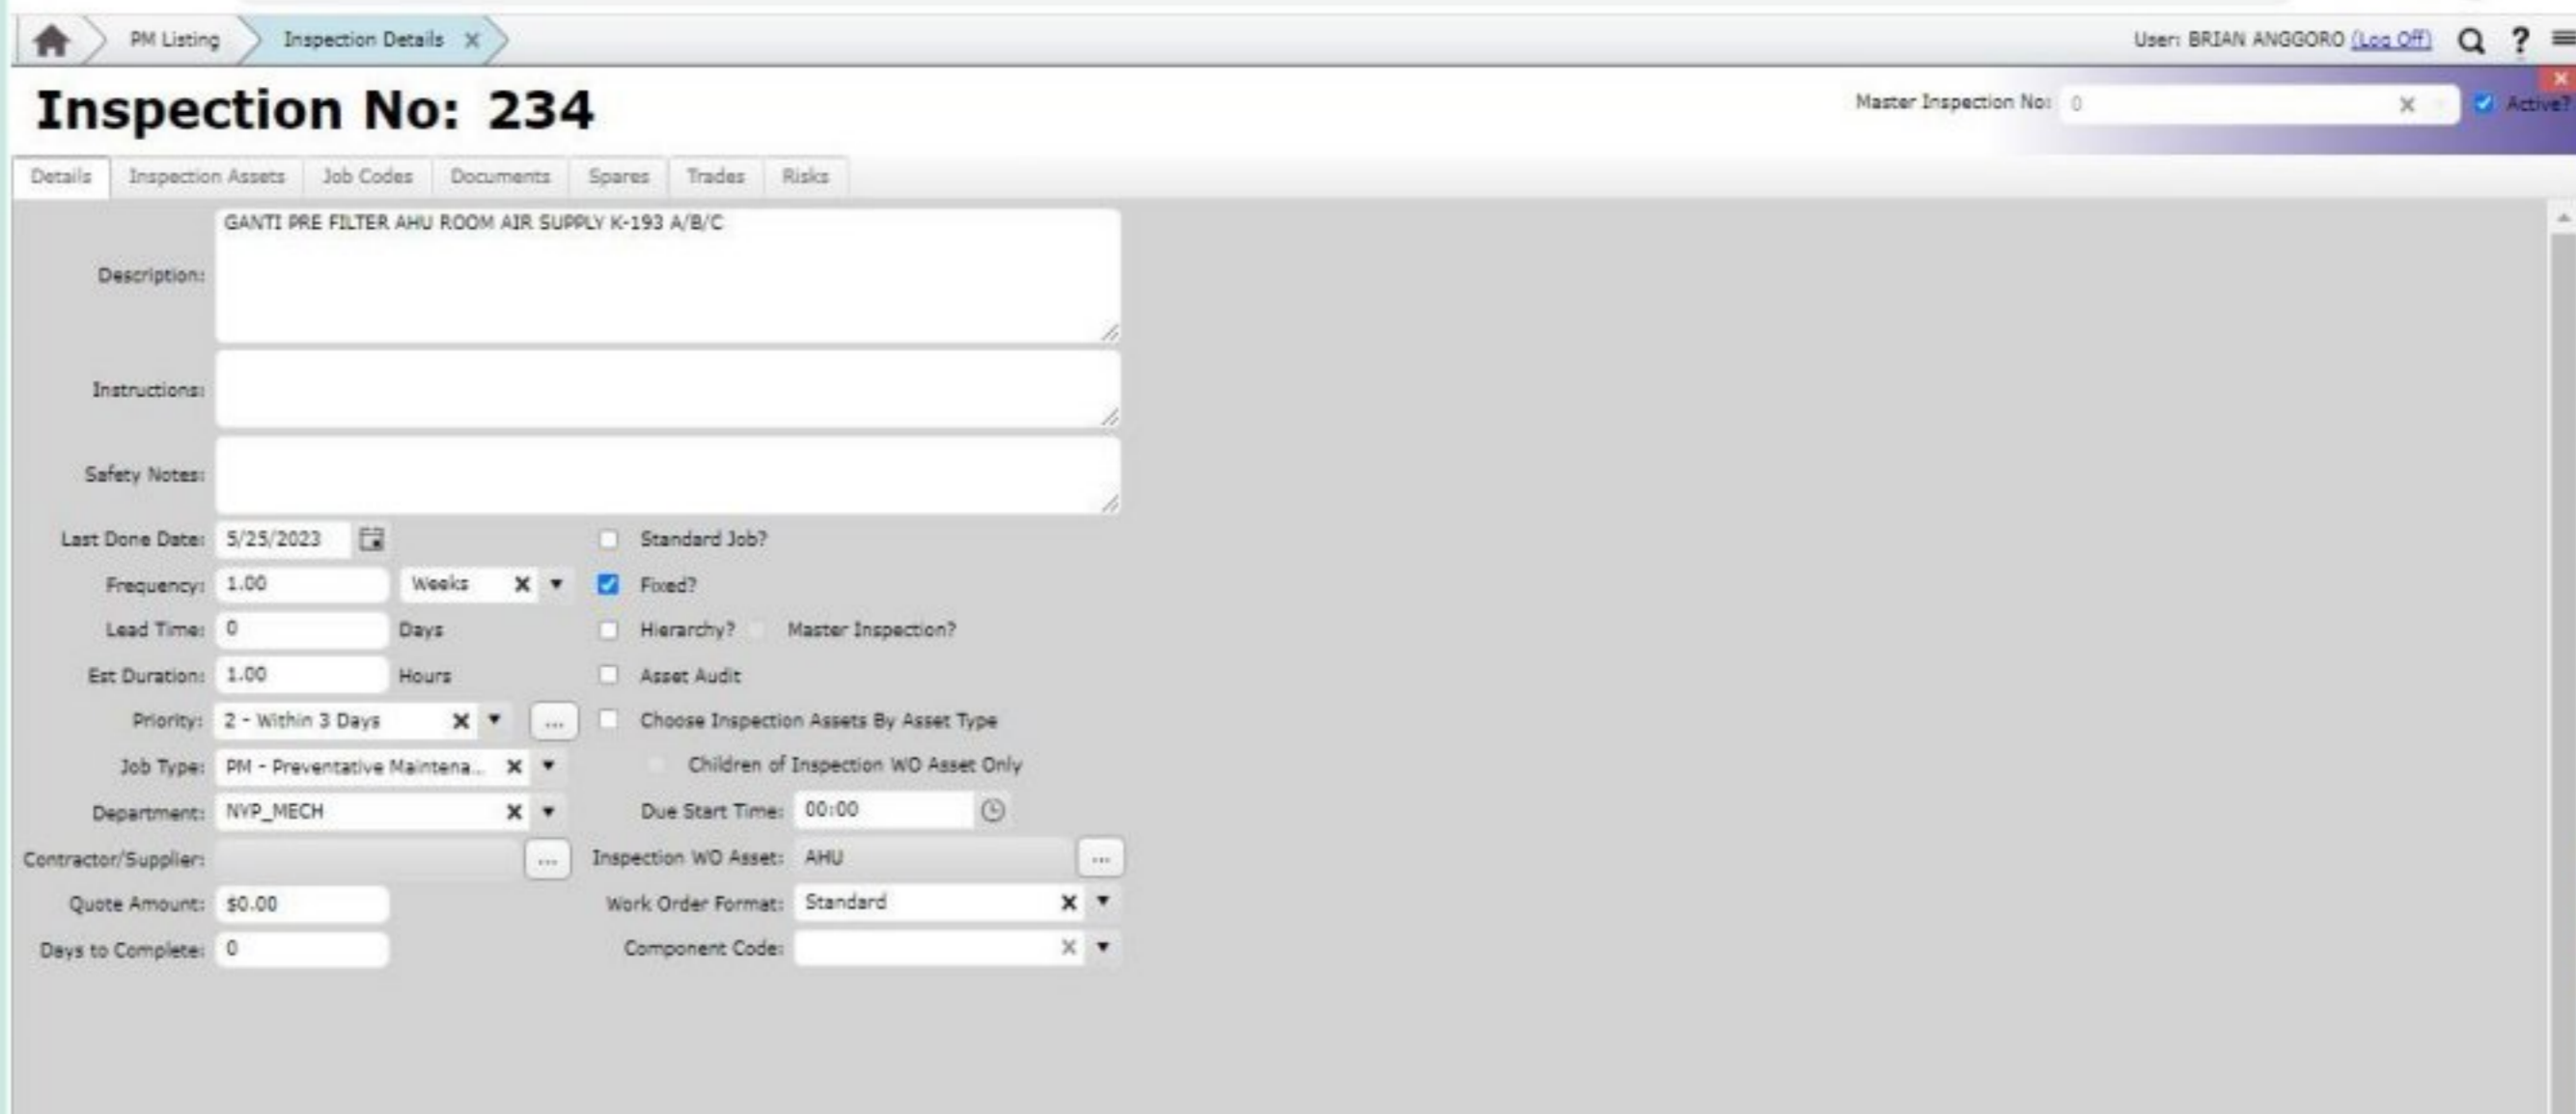 PM Listing Inspection Details X User: BRIAN ANGGORO (Log Off) ?
Inspection No: 234
Master Inspection No: 0 Active?
Details Inspection Assets Job Codes Documents Spares Trades Risks
Description: GANTI PRE FILTER AHU ROOM AIR SUPPLY K-193 A/B/C
Instructions:
Safety Notes:
Last Done Date: 5/25/2023 Standard Job?
Frequency: 1.00 Weeks Fixed?
Lead Time: 0 Days Hierarchy? Master Inspection?
Est Duration: 1.00 Hours Asset Audit
Priority: 2 - Within 3 Days ... Choose Inspection Assets By Asset Type
Job Type: PM - Preventative Maintena... Children of Inspection WO Asset Only
Department: NYP_MECH Due Start Time: 00:00
Contractor/Supplier: ... Inspection WO Asset: AHU ...
Quote Amount: $0.00 Work Order Format: Standard
Days to Complete: 0 Component Code: